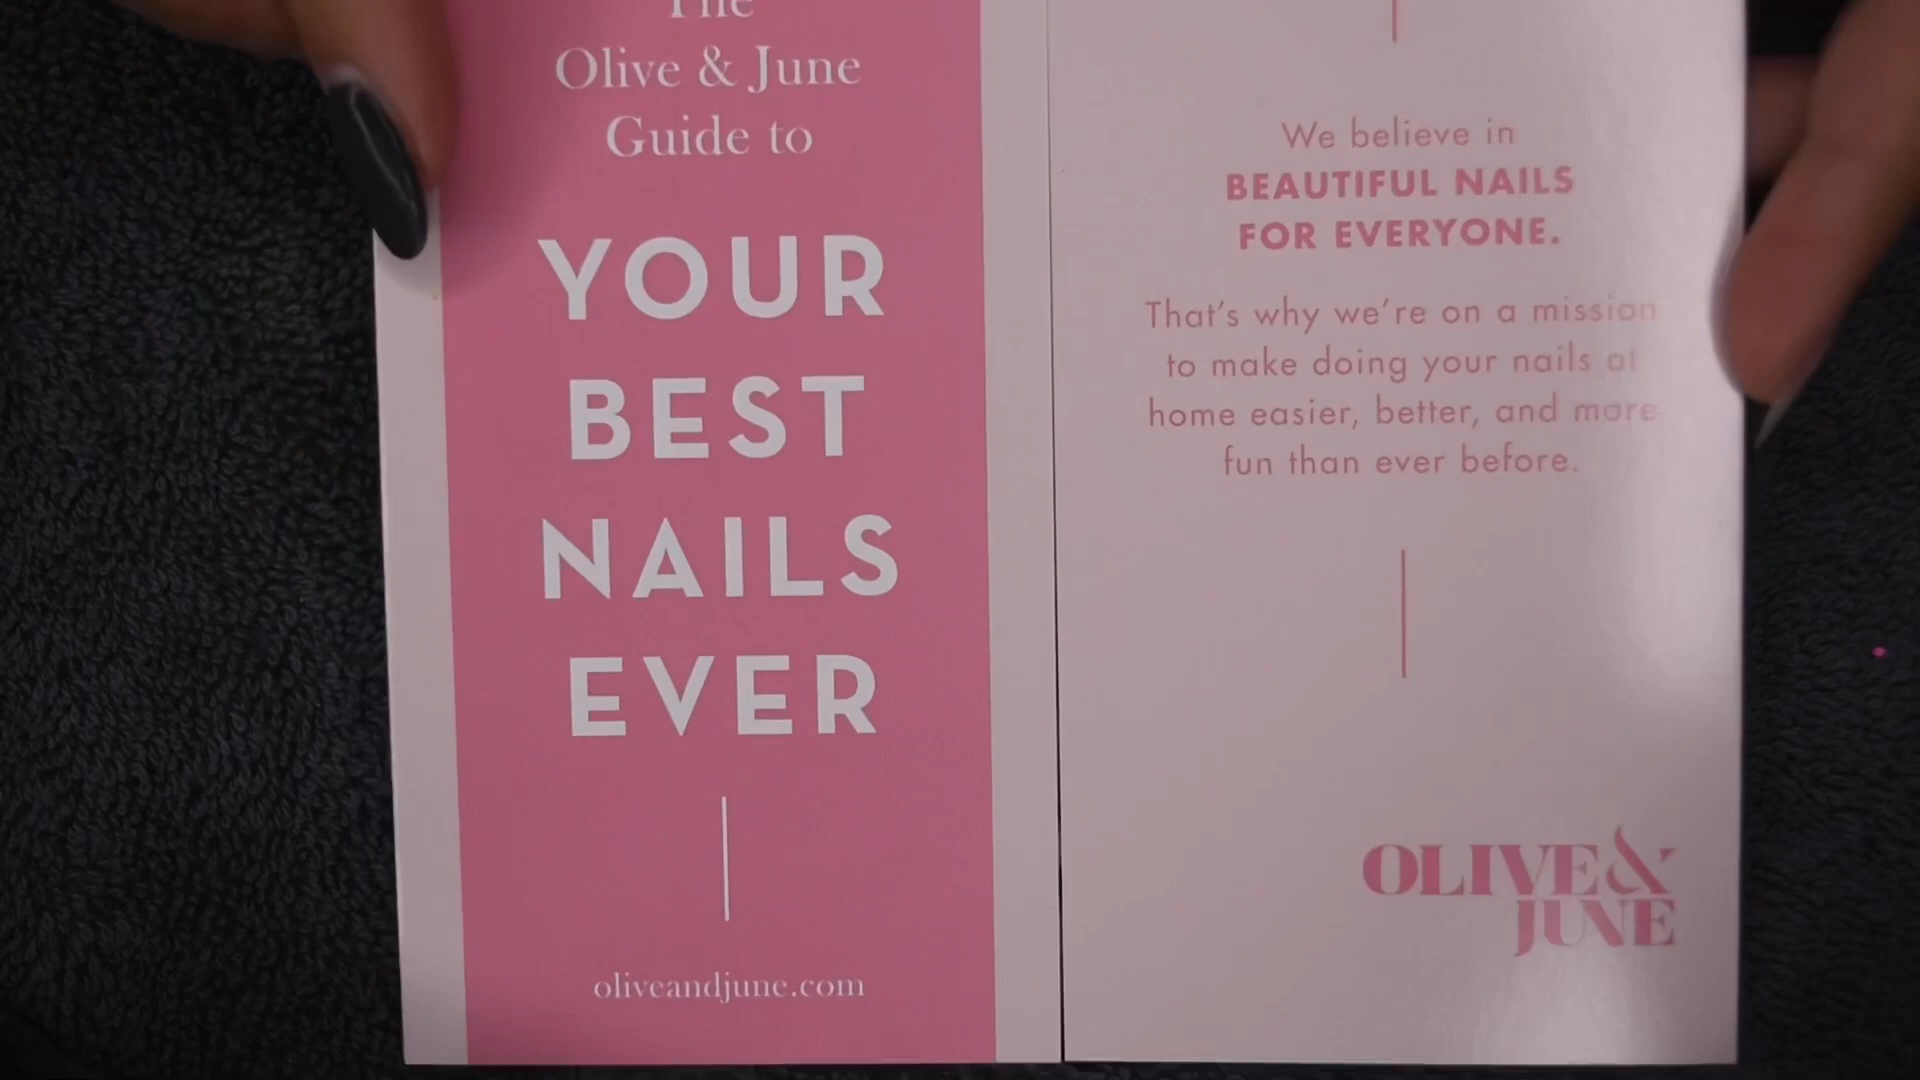 The
Olive & June
Guide to
YOUR
BEST
NAILS
EVER
oliveandjune.com
We believe in
BEAUTIFUL NAILS
FOR EVERYONE.
That's why we're on a mission
to make doing your nails at
home easier, better, and more
fun than ever before.
OLIVE&
JUNE